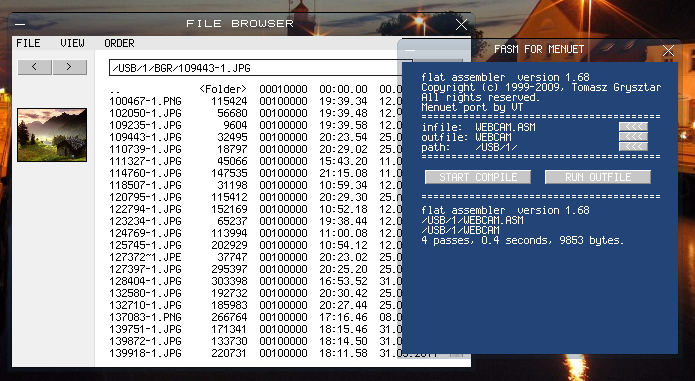 FILE BROWSER
FILE VIEW ORDER
< >
/USB/1/BGR/109443-1.JPG
.. <Folder> 00010000 00:00.00 00.0
100467-1.PNG 115424 00100000 19:39.34 12.0
102050-1.JPG 56680 00100000 19:39.48 12.0
109235-1.JPG 9604 00100000 19:39.58 12.0
109443-1.JPG 32495 00100000 20:23.54 25.0
110739-1.JPG 18797 00100000 20:29.02 25.0
111327-1.JPG 45066 00100000 15:43.20 11.0
114760-1.JPG 147535 00100000 21:15.08 11.0
118507-1.JPG 31198 00100000 10:59.34 12.0
120795-1.JPG 115412 00100000 20:29.30 25.0
122794-1.JPG 152169 00100000 10:52.18 12.0
123234-1.JPG 65237 00100000 19:38.44 12.0
124769-1.JPG 113994 00100000 11:00.08 12.0
125745-1.JPG 202929 00100000 10:54.12 12.0
127372~1.JPE 37747 00100000 20:23.02 25.0
127397-1.JPG 295397 00100000 20:25.20 25.0
128404-1.JPG 303398 00100000 16:53.52 31.0
132580-1.JPG 192732 00100000 20:30.42 25.0
132710-1.JPG 185983 00100000 20:27.44 25.0
137083-1.PNG 266764 00100000 17:16.46 08.0
139751-1.JPG 171341 00100000 18:15.46 31.0
139872-1.JPG 133730 00100000 18:14.50 31.0
139918-1.JPG 220731 00100000 18:11.58 31.03.2011
FASM FOR MENUET
flat assembler version 1.68
Copyright (c) 1999-2009, Tomasz Grysztar
All rights reserved.
Menuet port by VT
========================================
infile: WEBCAM.ASM <<<
outfile: WEBCAM <<<
path: /USB/1/ <<<
========================================
START COMPILE RUN OUTFILE
========================================
flat assembler version 1.68
/USB/1/WEBCAM.ASM
/USB/1/WEBCAM
4 passes, 0.4 seconds, 9853 bytes.